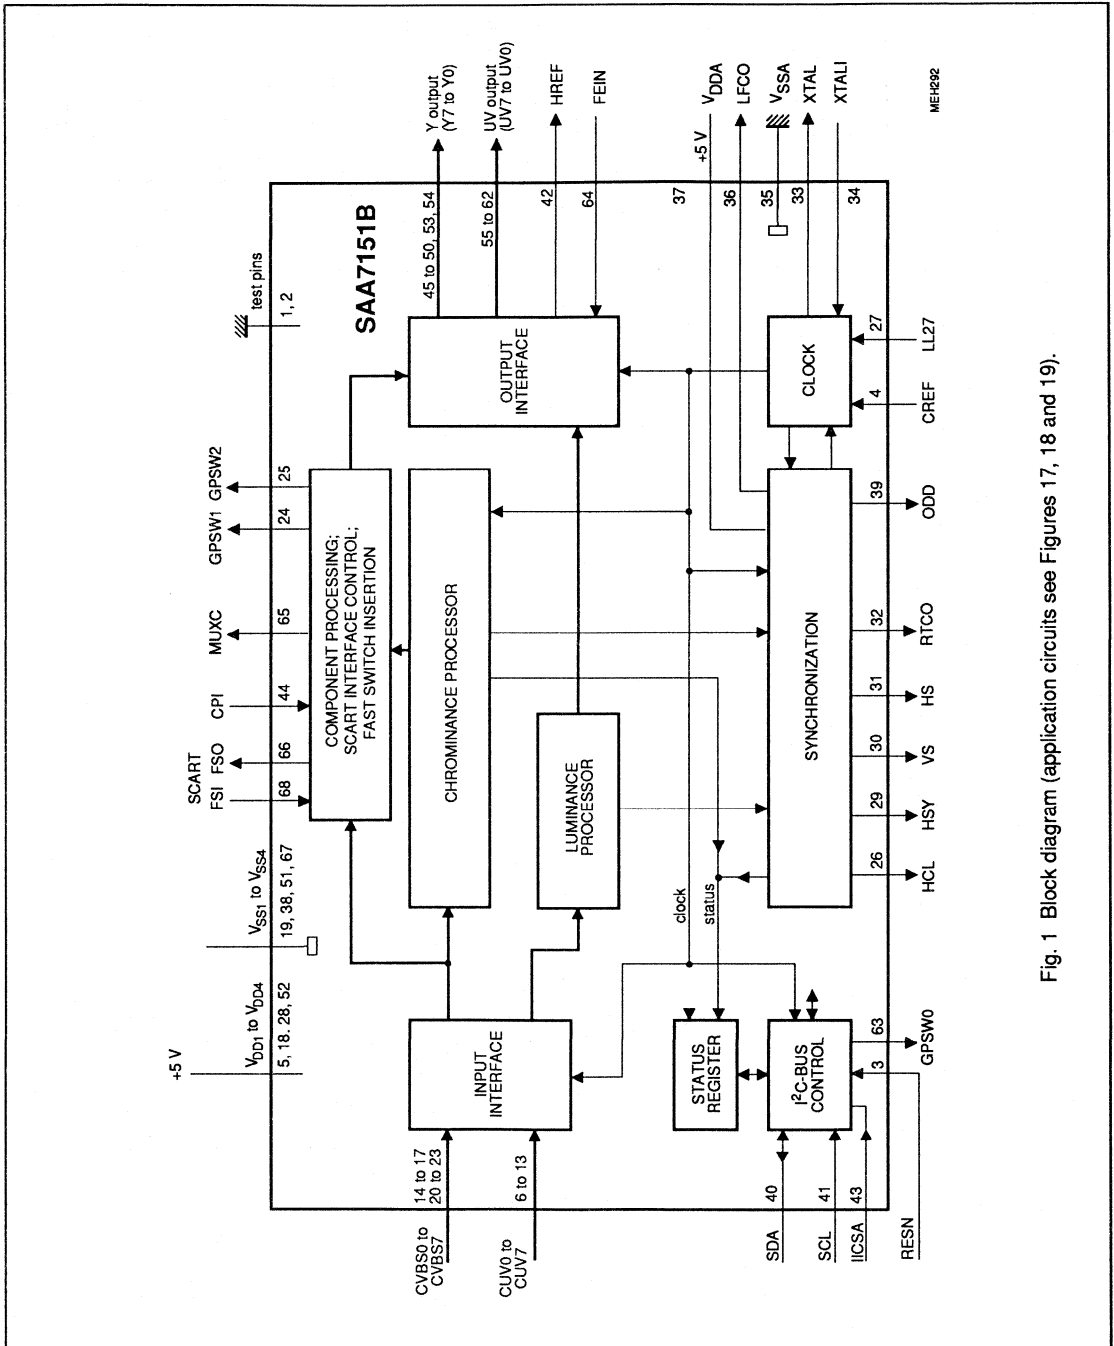 +5 V
VDD1 to VDD4
5, 18. 28, 52
VSS1 to VSS4
19, 38, 51, 67
SCART
FSI
68
FSO
66
CPI
44
MUXC
65
GPSW1
24
GPSW2
25
test pins
1, 2
SAA7151B
COMPONENT PROCESSING;
SCART INTERFACE CONTROL;
FAST SWITCH INSERTION
CHROMINANCE PROCESSOR
LUMINANCE
PROCESSOR
INPUT
INTERFACE
OUTPUT
INTERFACE
CVBS0 to
CVBS7
14 to 17
20 to 23
CUV0 to
CUV7
6 to 13
45 to 50, 53, 54
Y output
(Y7 to Y0)
55 to 62
UV output
(UV7 to UV0)
42
HREF
64
FEIN
clock
status
STATUS
REGISTER
I²C-BUS
CONTROL
SYNCHRONIZATION
CLOCK
37
+5 V
VDDA
36
LFCO
35
VSSA
33
XTAL
34
XTALI
SDA
40
SCL
41
IICSA
43
RESN
3
63
GPSW0
26
HCL
29
HSY
30
VS
31
HS
32
RTCO
39
ODD
4
CREF
27
LL27
MEH292
Fig. 1 Block diagram (application circuits see Figures 17, 18 and 19).